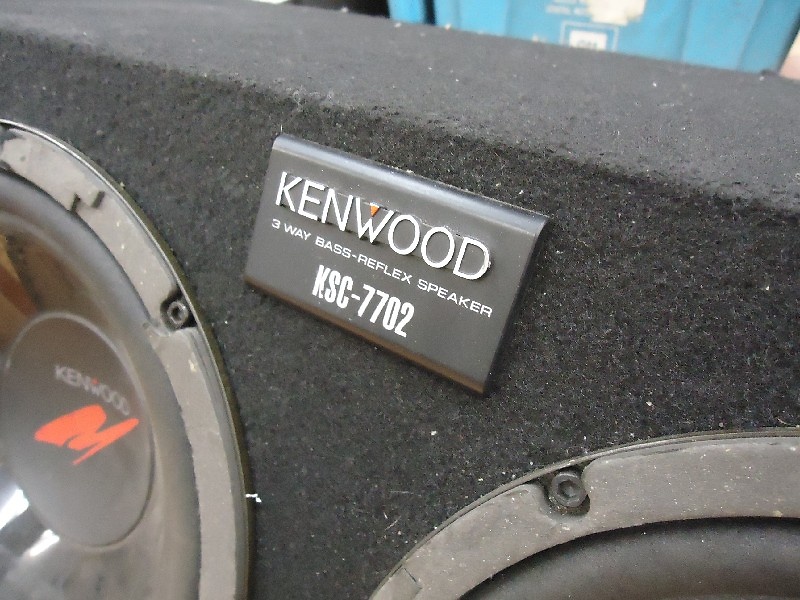 KENWOOD
3 WAY BASS-REFLEX SPEAKER
KSC-7702
KENWOOD